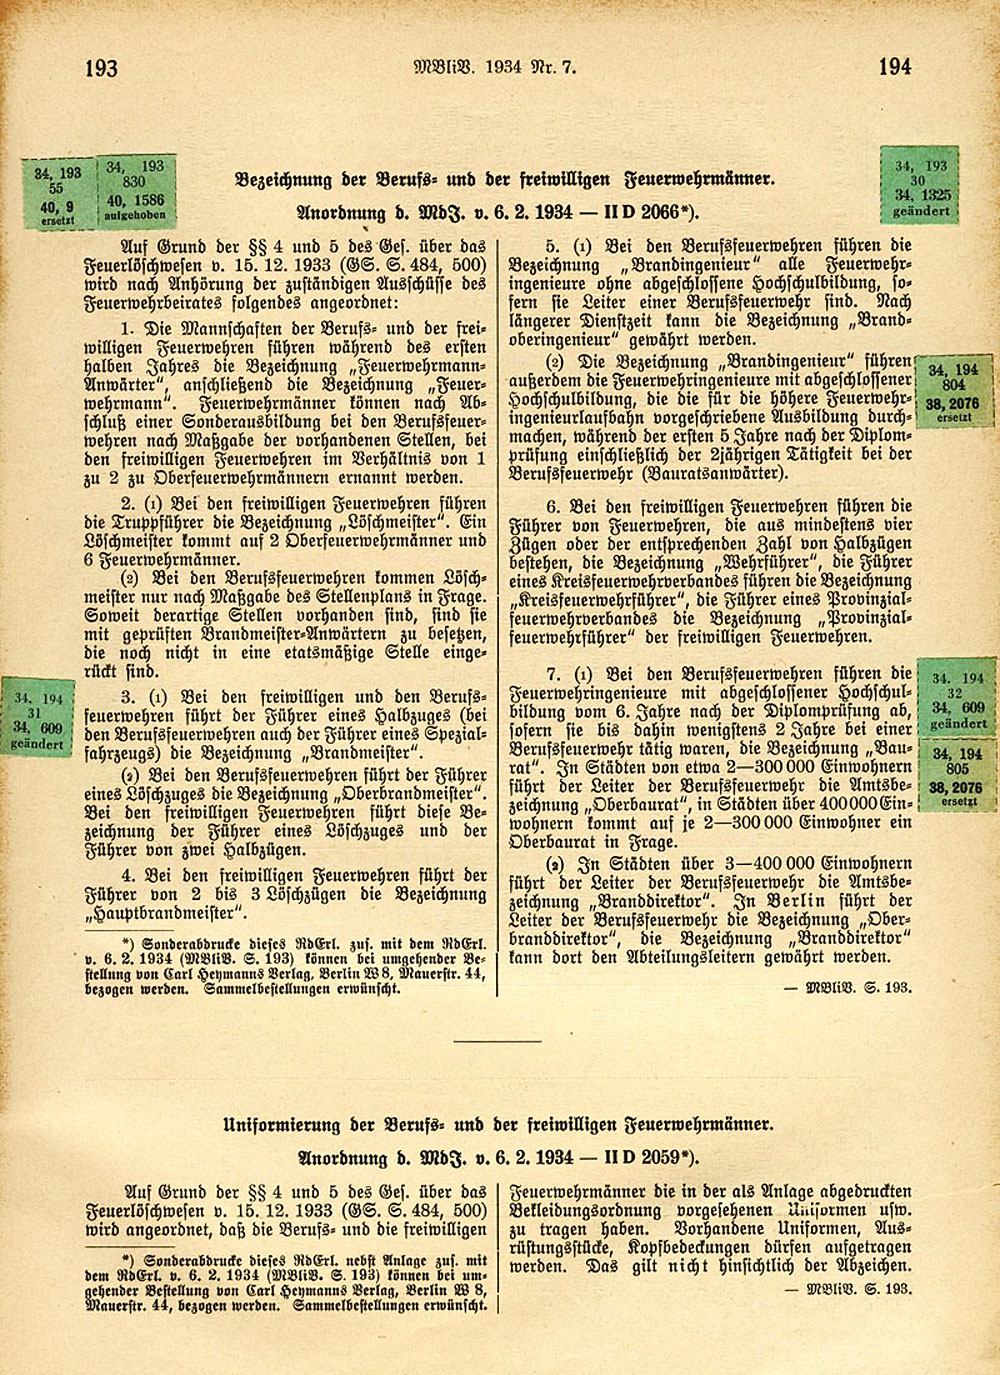 193
MBliV. 1934 Nr. 7.
194
34, 193
55
40, 9
ersetzt
34, 193
830
40, 1586
aufgehoben
34, 193
30
34, 1325
geändert
Bezeichnung der Berufs- und der freiwilligen Feuerwehrmänner.
Anordnung d. MdJ. v. 6. 2. 1934 — II D 2066*).
Auf Grund der §§ 4 und 5 des Ges. über das
Feuerlöschwesen v. 15. 12. 1933 (GS. S. 484, 500)
wird nach Anhörung der zuständigen Ausschüsse des
Feuerwehrbeirates folgendes angeordnet:
1. Die Mannschaften der Berufs- und der frei-
willigen Feuerwehren führen während des ersten
halben Jahres die Bezeichnung „Feuerwehrmann-
Anwärter“, anschließend die Bezeichnung „Feuer-
wehrmann“. Feuerwehrmänner können nach Ab-
schluß einer Sonderausbildung bei den Berufsfeuer-
wehren nach Maßgabe der vorhandenen Stellen, bei
den freiwilligen Feuerwehren im Verhältnis von 1
zu 2 zu Oberfeuerwehrmännern ernannt werden.
2. (1) Bei den freiwilligen Feuerwehren führen
die Truppführer die Bezeichnung „Löschmeister“. Ein
Löschmeister kommt auf 2 Oberfeuerwehrmänner und
6 Feuerwehrmänner.
(2) Bei den Berufsfeuerwehren kommen Lösch-
meister nur nach Maßgabe des Stellenplans in Frage.
Soweit derartige Stellen vorhanden sind, sind sie
mit geprüften Brandmeister-Anwärtern zu besetzen,
die noch nicht in eine etatsmäßige Stelle einge-
rückt sind.
34, 194
31
34, 609
geändert
3. (1) Bei den freiwilligen und den Berufs-
feuerwehren führt der Führer eines Halbzuges (bei
den Berufsfeuerwehren auch der Führer eines Spezial-
fahrzeugs) die Bezeichnung „Brandmeister“.
(2) Bei den Berufsfeuerwehren führt der Führer
eines Löschzuges die Bezeichnung „Oberbrandmeister“.
Bei den freiwilligen Feuerwehren führt diese Be-
zeichnung der Führer eines Löschzuges und der
Führer von zwei Halbzügen.
4. Bei den freiwilligen Feuerwehren führt der
Führer von 2 bis 3 Löschzügen die Bezeichnung
„Hauptbrandmeister“.
*) Sonderabdrucke dieses RdErl. zus. mit dem RdErl.
v. 6. 2. 1934 (MBliV. S. 193) können bei umgehender Be-
stellung von Carl Heymanns Verlag, Berlin W 8, Mauerstr. 44,
bezogen werden. Sammelbestellungen erwünscht.
5. (1) Bei den Berufsfeuerwehren führen die
Bezeichnung „Brandingenieur“ alle Feuerwehr-
ingenieure ohne abgeschlossene Hochschulbildung, so-
fern sie Leiter einer Berufsfeuerwehr sind. Nach
längerer Dienstzeit kann die Bezeichnung „Brand-
oberingenieur“ gewährt werden.
(2) Die Bezeichnung „Brandingenieur“ führen
außerdem die Feuerwehringenieure mit abgeschlossener
Hochschulbildung, die die für die höhere Feuerwehr-
ingenieurlaufbahn vorgeschriebene Ausbildung durch-
machen, während der ersten 5 Jahre nach der Diplom-
prüfung einschließlich der 2jährigen Tätigkeit bei der
Berufsfeuerwehr (Bauratsanwärter).
34, 194
804
38, 2076
ersetzt
6. Bei den freiwilligen Feuerwehren führen die
Führer von Feuerwehren, die aus mindestens vier
Zügen oder der entsprechenden Zahl von Halbzügen
bestehen, die Bezeichnung „Wehrführer“, die Führer
eines Kreisfeuerwehrverbandes führen die Bezeichnung
„Kreisfeuerwehrführer“, die Führer eines Provinzial-
feuerwehrverbandes die Bezeichnung „Provinzial-
feuerwehrführer“ der freiwilligen Feuerwehren.
7. (1) Bei den Berufsfeuerwehren führen die
Feuerwehringenieure mit abgeschlossener Hochschul-
bildung vom 6. Jahre nach der Diplomprüfung ab,
sofern sie bis dahin wenigstens 2 Jahre bei einer
Berufsfeuerwehr tätig waren, die Bezeichnung „Bau-
rat“. In Städten von etwa 2—300 000 Einwohnern
führt der Leiter der Berufsfeuerwehr die Amtsbe-
zeichnung „Oberbaurat“, in Städten über 400 000 Ein-
wohnern kommt auf je 2—300 000 Einwohner ein
Oberbaurat in Frage.
34. 194
32
34, 609
geändert
34, 194
805
38, 2076
ersetzt
(2) In Städten über 3—400 000 Einwohnern
führt der Leiter der Berufsfeuerwehr die Amtsbe-
zeichnung „Branddirektor“. In Berlin führt der
Leiter der Berufsfeuerwehr die Bezeichnung „Ober-
branddirektor“, die Bezeichnung „Branddirektor“
kann dort den Abteilungsleitern gewährt werden.
— MBliV. S. 193.
Uniformierung der Berufs- und der freiwilligen Feuerwehrmänner.
Anordnung d. MdJ. v. 6. 2. 1934 — II D 2059*).
Auf Grund der §§ 4 und 5 des Ges. über das
Feuerlöschwesen v. 15. 12. 1933 (GS. S. 484, 500)
wird angeordnet, daß die Berufs- und die freiwilligen
*) Sonderabdrucke dieses RdErl. nebst Anlage zus. mit
dem RdErl. v. 6. 2. 1934 (MBliV. S. 193) können bei um-
gehender Bestellung von Carl Heymanns Verlag, Berlin W 8,
Mauerstr. 44, bezogen werden. Sammelbestellungen erwünscht.
Feuerwehrmänner die in der als Anlage abgedruckten
Bekleidungsordnung vorgesehenen Uniformen usw.
zu tragen haben. Vorhandene Uniformen, Aus-
rüstungsstücke, Kopfbedeckungen dürfen aufgetragen
werden. Das gilt nicht hinsichtlich der Abzeichen.
— MBliV. S. 193.